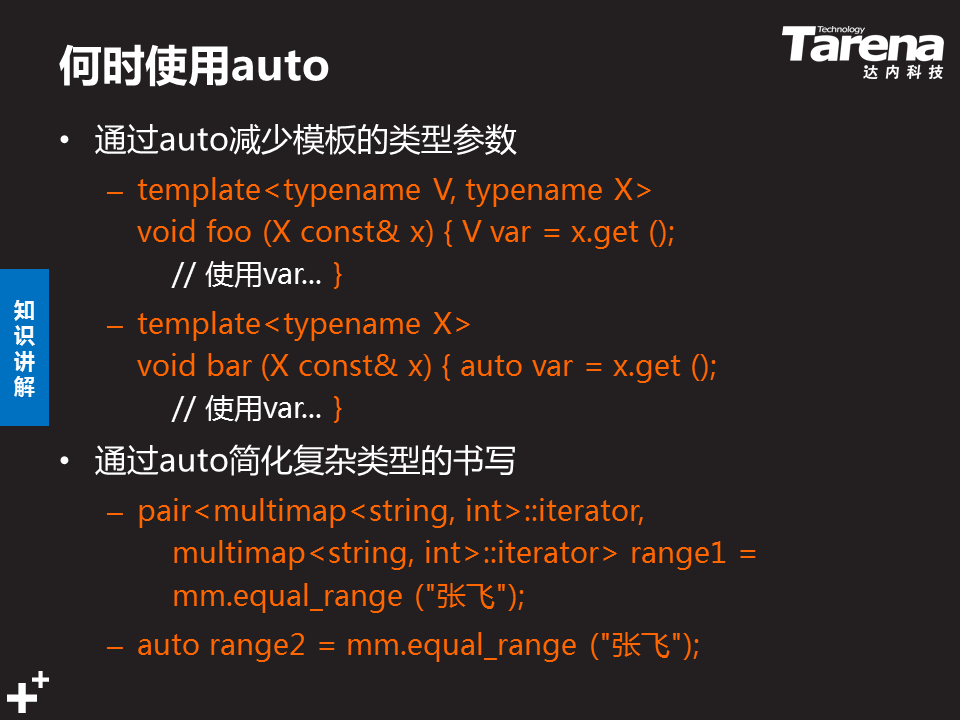 何时使用auto
Technology
Tarena
达内科技
• 通过auto减少模板的类型参数
– template<typename V, typename X>
void foo (X const& x) { V var = x.get ();
// 使用var... }
– template<typename X>
void bar (X const& x) { auto var = x.get ();
// 使用var... }
• 通过auto简化复杂类型的书写
– pair<multimap<string, int>::iterator,
multimap<string, int>::iterator> range1 =
mm.equal_range ("张飞");
– auto range2 = mm.equal_range ("张飞");
知识讲解
++